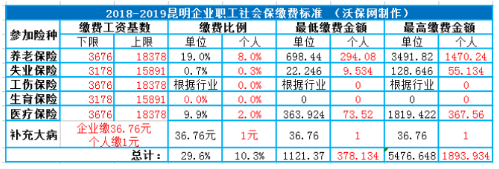 2018-2019昆明企业职工社会保缴费标准 （沃保网制作）
参加险种 缴费工资基数 缴费比例 最低缴费金额 最高缴费金额
下限 上限 单位 个人 单位 个人 单位 个人
养老保险 3676 18378 19.0% 8.0% 698.44 294.08 3491.82 1470.24
失业保险 3178 15891 0.7% 0.3% 22.246 9.534 128.646 55.134
工伤保险 3676 18378 根据行业 根据行业 0 根据行业 0
生育保险 3178 15891 0.0% 0.0% 0 0 0 0
医疗保险 3676 18378 9.9% 2.0% 363.924 73.52 1819.422 367.56
补充大病 企业缴36.76元 36.76元 1元 36.76 1 36.76 1
个人缴1元
总计： 29.6% 10.3% 1121.37 378.134 5476.648 1893.934